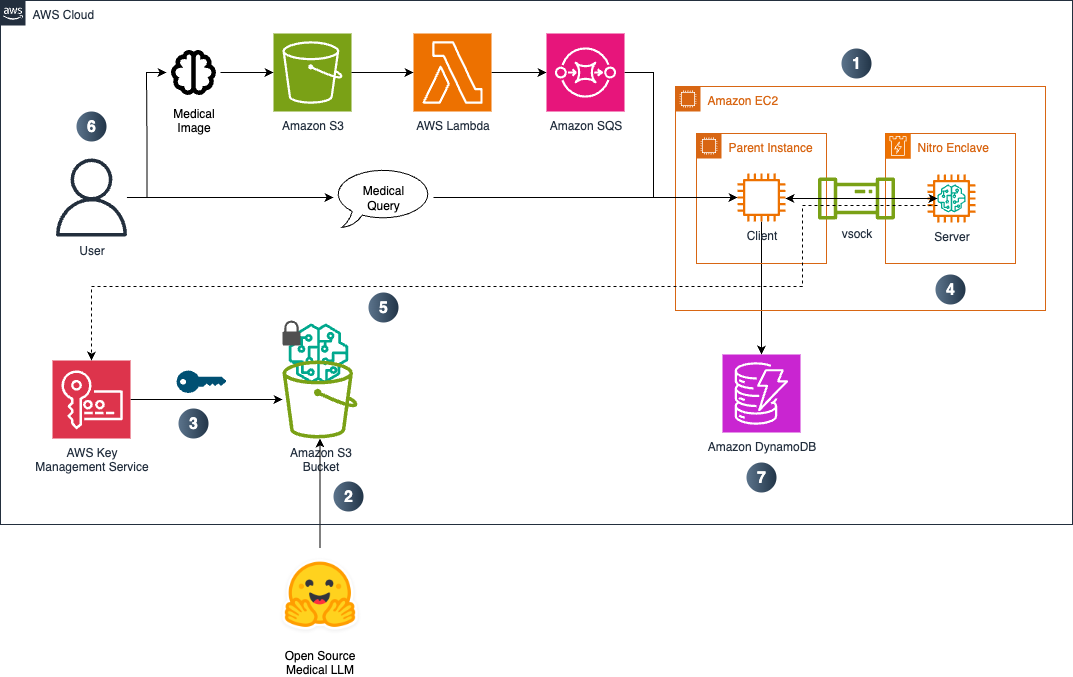 aws
AWS Cloud
1
Amazon EC2
Medical
Image
Amazon S3
AWS Lambda
Amazon SQS
6
Parent Instance
Nitro Enclave
Medical
Query
User
Client
vsock
Server
4
5
3
AWS Key
Management Service
Amazon S3
Bucket
2
Amazon DynamoDB
7
Open Source
Medical LLM